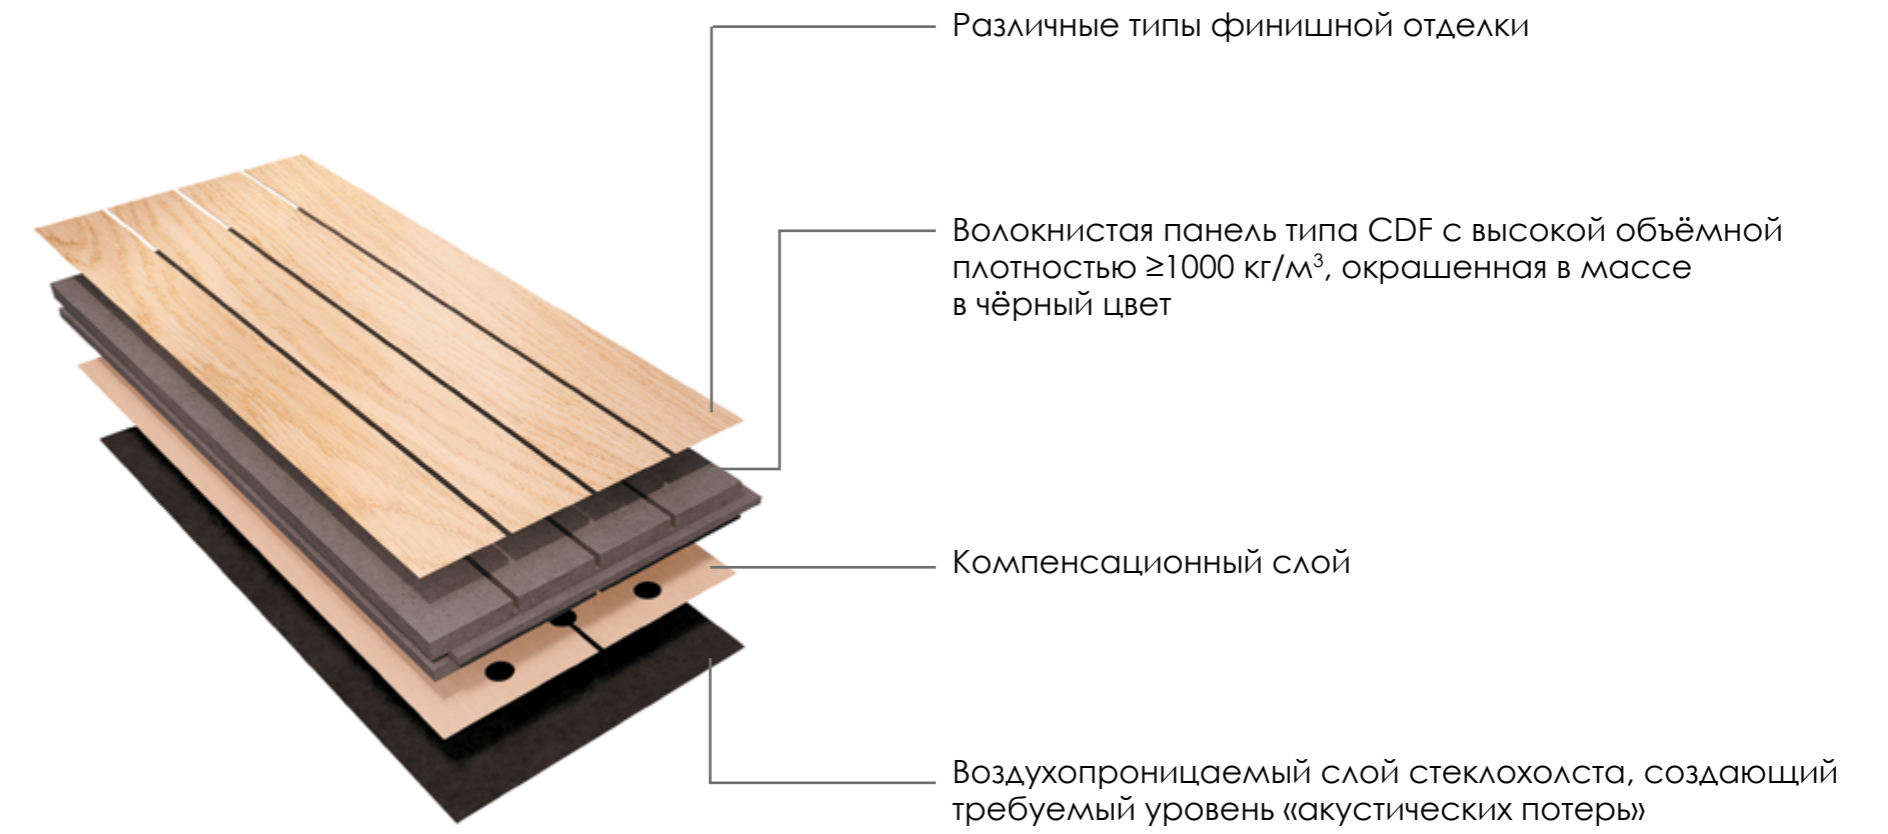 Различные типы финишной отделки
Волокнистая панель типа CDF с высокой объёмной
плотностью ≥1000 кг/м³, окрашенная в массе
в чёрный цвет
Компенсационный слой
Воздухопроницаемый слой стеклохолста, создающий
требуемый уровень «акустических потерь»